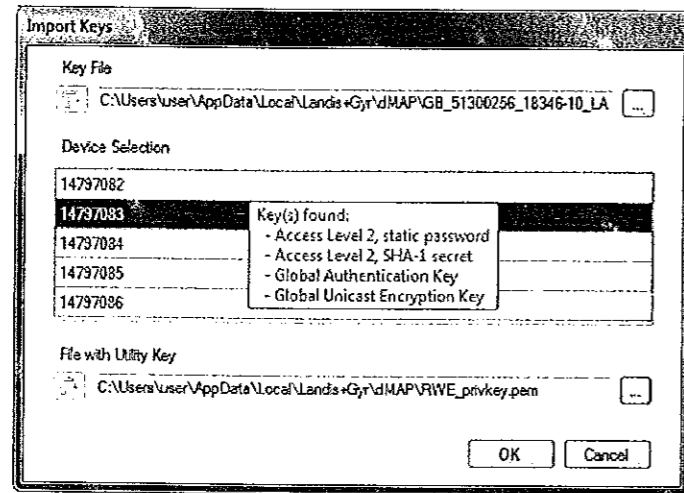 Import Keys
Key File
C:\Users\user\AppData\Local\Landis+Gyr\dMAP\GB_51300256_18346-10_LA
...
Device Selection
14797082
14797083
Key(s) found:
- Access Level 2, static password
14797084
- Access Level 2, SHA-1 secret
- Global Authentication Key
14797085
- Global Unicast Encryption Key
14797086
File with Utility Key
C:\Users\user\AppData\Local\Landis+Gyr\dMAP\RWE_privkey.pem
...
OK
Cancel